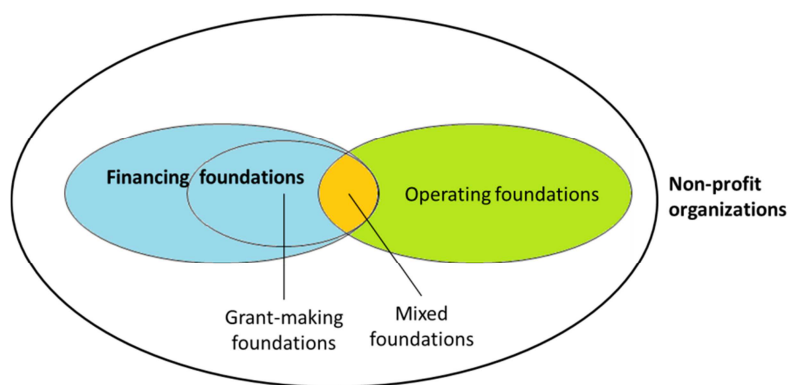 Financing foundations
Operating foundations
Non-profit
organizations
Grant-making
foundations
Mixed
foundations